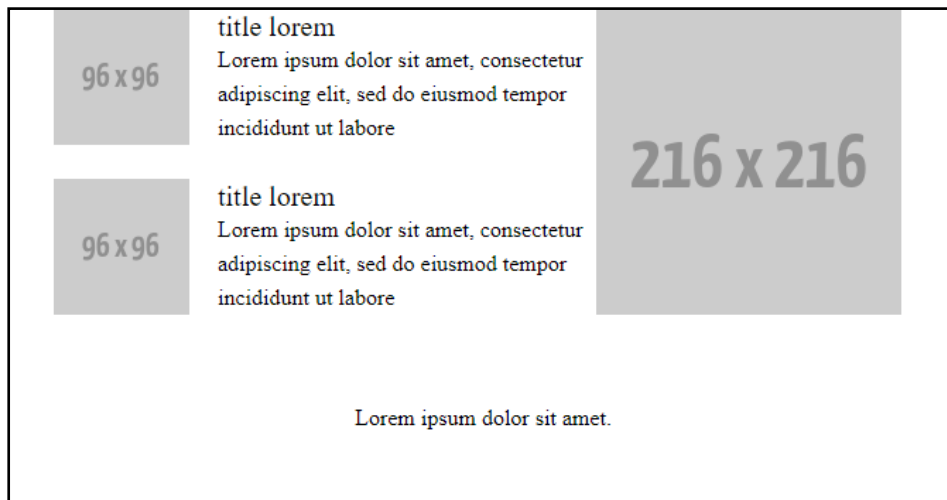 96 x 96
title lorem
Lorem ipsum dolor sit amet, consectetur
adipiscing elit, sed do eiusmod tempor
incididunt ut labore
216 x 216
96 x 96
title lorem
Lorem ipsum dolor sit amet, consectetur
adipiscing elit, sed do eiusmod tempor
incididunt ut labore
Lorem ipsum dolor sit amet.